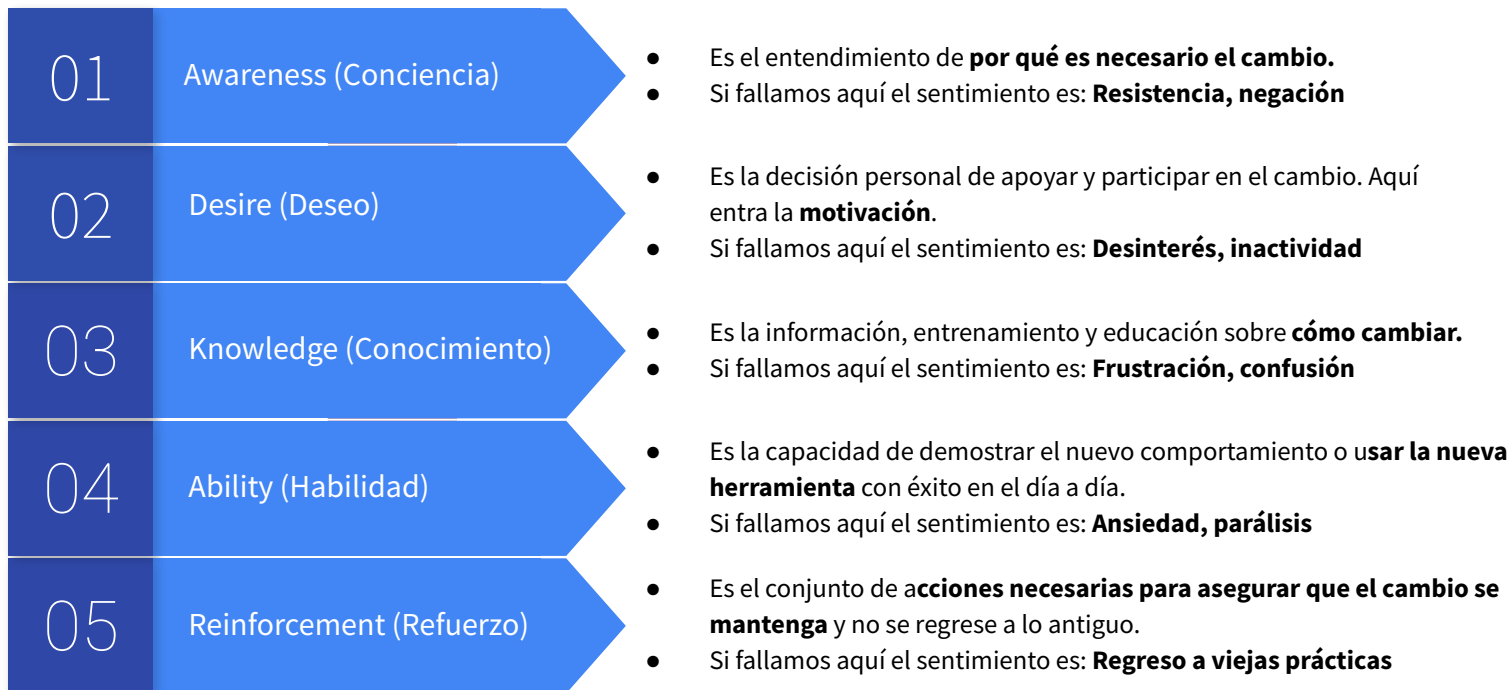 01
Awareness (Conciencia)
● Es el entendimiento de por qué es necesario el cambio.
● Si fallamos aquí el sentimiento es: Resistencia, negación
02
Desire (Deseo)
● Es la decisión personal de apoyar y participar en el cambio. Aquí
entra la motivación.
● Si fallamos aquí el sentimiento es: Desinterés, inactividad
03
Knowledge (Conocimiento)
● Es la información, entrenamiento y educación sobre cómo cambiar.
● Si fallamos aquí el sentimiento es: Frustración, confusión
04
Ability (Habilidad)
● Es la capacidad de demostrar el nuevo comportamiento o usar la nueva
herramienta con éxito en el día a día.
● Si fallamos aquí el sentimiento es: Ansiedad, parálisis
05
Reinforcement (Refuerzo)
● Es el conjunto de acciones necesarias para asegurar que el cambio se
mantenga y no se regrese a lo antiguo.
● Si fallamos aquí el sentimiento es: Regreso a viejas prácticas